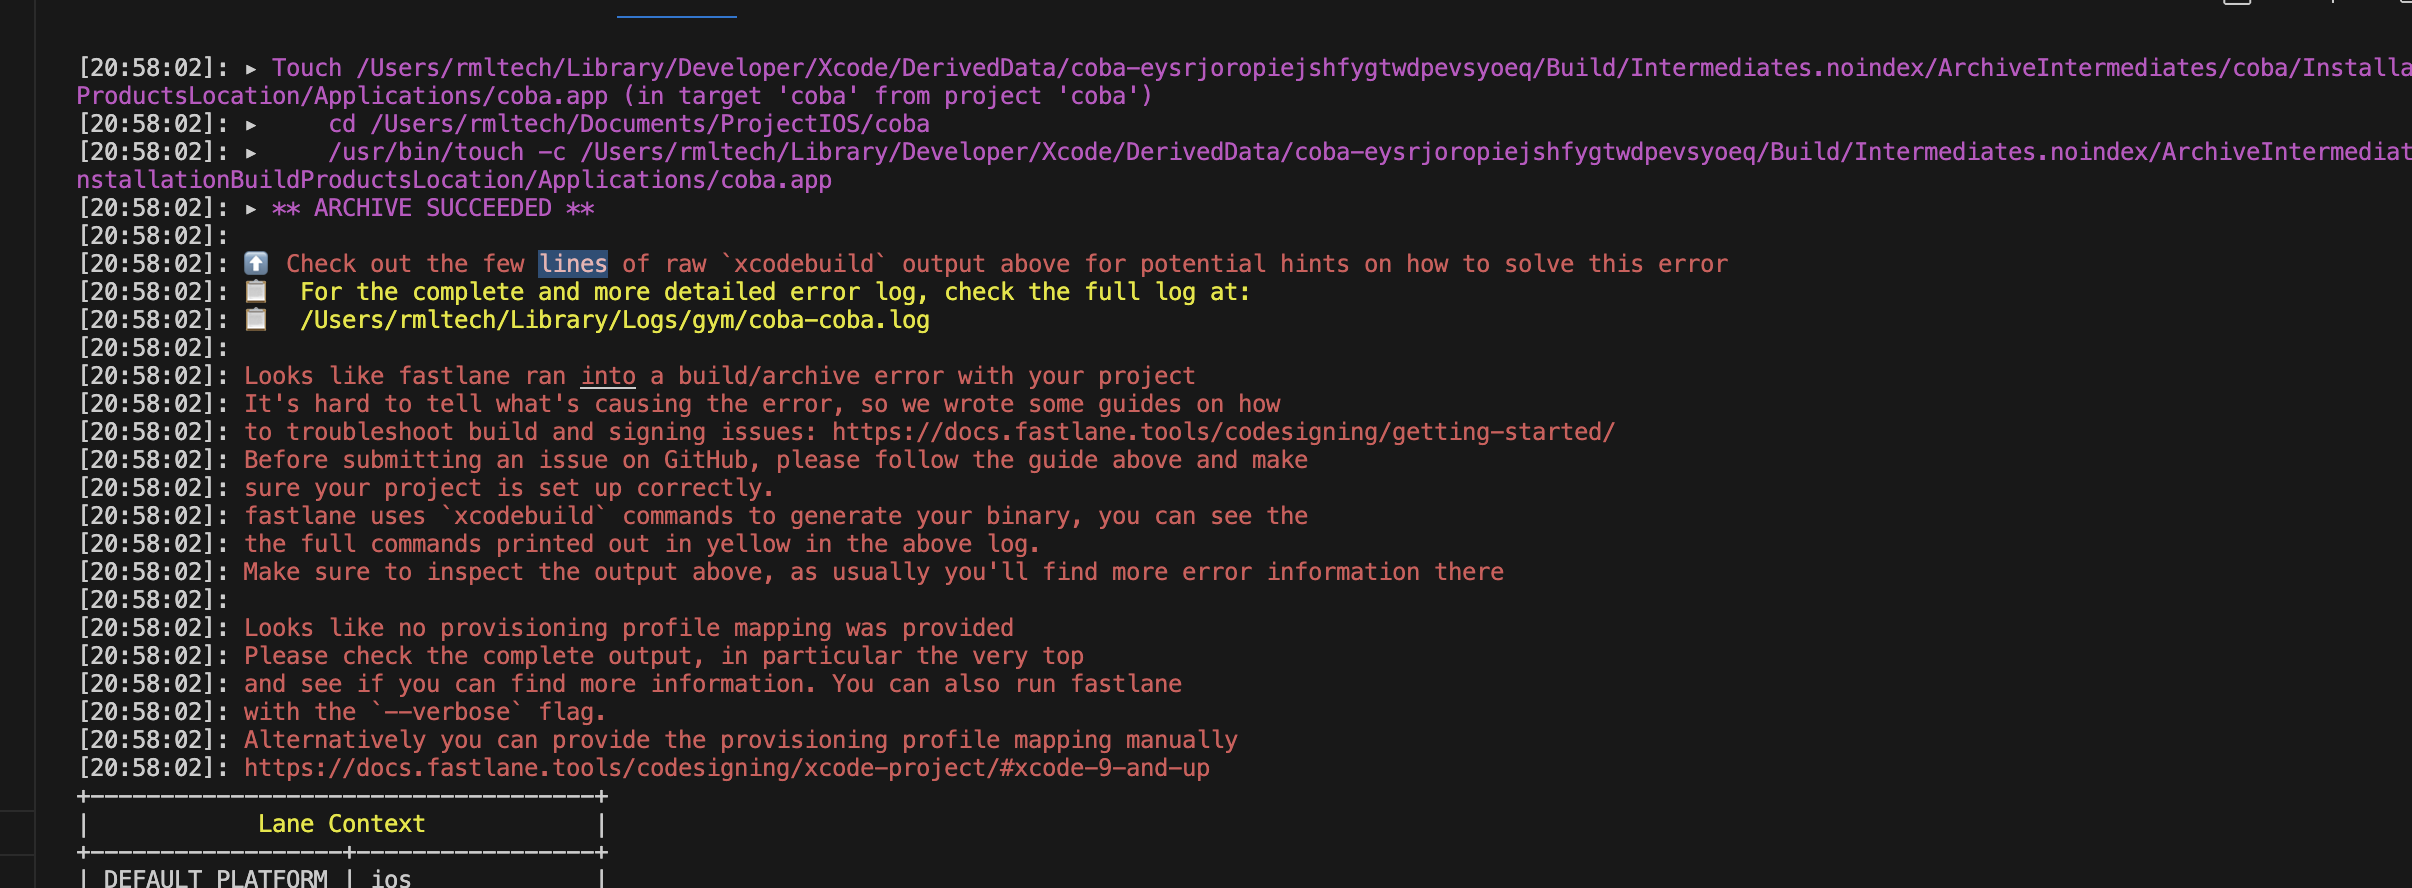 [20:58:02]: ▸ Touch /Users/rmltech/Library/Developer/Xcode/DerivedData/coba-eysrjoropiejshfygtwdpevsyoeq/Build/Intermediates.noindex/ArchiveIntermediates/coba/Installa
ProductsLocation/Applications/coba.app (in target 'coba' from project 'coba')
[20:58:02]: ▸     cd /Users/rmltech/Documents/ProjectIOS/coba
[20:58:02]: ▸     /usr/bin/touch -c /Users/rmltech/Library/Developer/Xcode/DerivedData/coba-eysrjoropiejshfygtwdpevsyoeq/Build/Intermediates.noindex/ArchiveIntermediat
nstallationBuildProductsLocation/Applications/coba.app
[20:58:02]: ▸ ** ARCHIVE SUCCEEDED **
[20:58:02]:
[20:58:02]: ⬆️ Check out the few lines of raw `xcodebuild` output above for potential hints on how to solve this error
[20:58:02]: 📋  For the complete and more detailed error log, check the full log at:
[20:58:02]: 📋  /Users/rmltech/Library/Logs/gym/coba-coba.log
[20:58:02]:
[20:58:02]: Looks like fastlane ran into a build/archive error with your project
[20:58:02]: It's hard to tell what's causing the error, so we wrote some guides on how
[20:58:02]: to troubleshoot build and signing issues: https://docs.fastlane.tools/codesigning/getting-started/
[20:58:02]: Before submitting an issue on GitHub, please follow the guide above and make
[20:58:02]: sure your project is set up correctly.
[20:58:02]: fastlane uses `xcodebuild` commands to generate your binary, you can see the
[20:58:02]: the full commands printed out in yellow in the above log.
[20:58:02]: Make sure to inspect the output above, as usually you'll find more error information there
[20:58:02]:
[20:58:02]: Looks like no provisioning profile mapping was provided
[20:58:02]: Please check the complete output, in particular the very top
[20:58:02]: and see if you can find more information. You can also run fastlane
[20:58:02]: with the `--verbose` flag.
[20:58:02]: Alternatively you can provide the provisioning profile mapping manually
[20:58:02]: https://docs.fastlane.tools/codesigning/xcode-project/#xcode-9-and-up
+------------------------------------+
|            Lane Context            |
+------------------+-----------------+
| DEFAULT_PLATFORM | ios             |